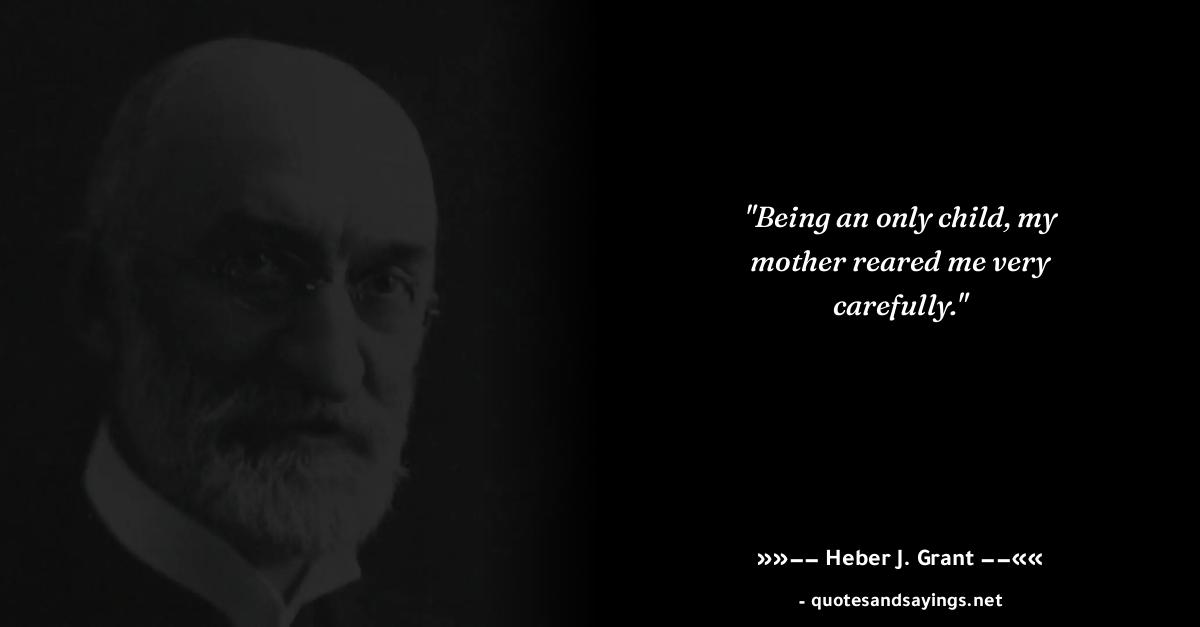 "Being an only child, my
mother reared me very
carefully."
»»−− Heber J. Grant −−««
- quotesandsayings.net